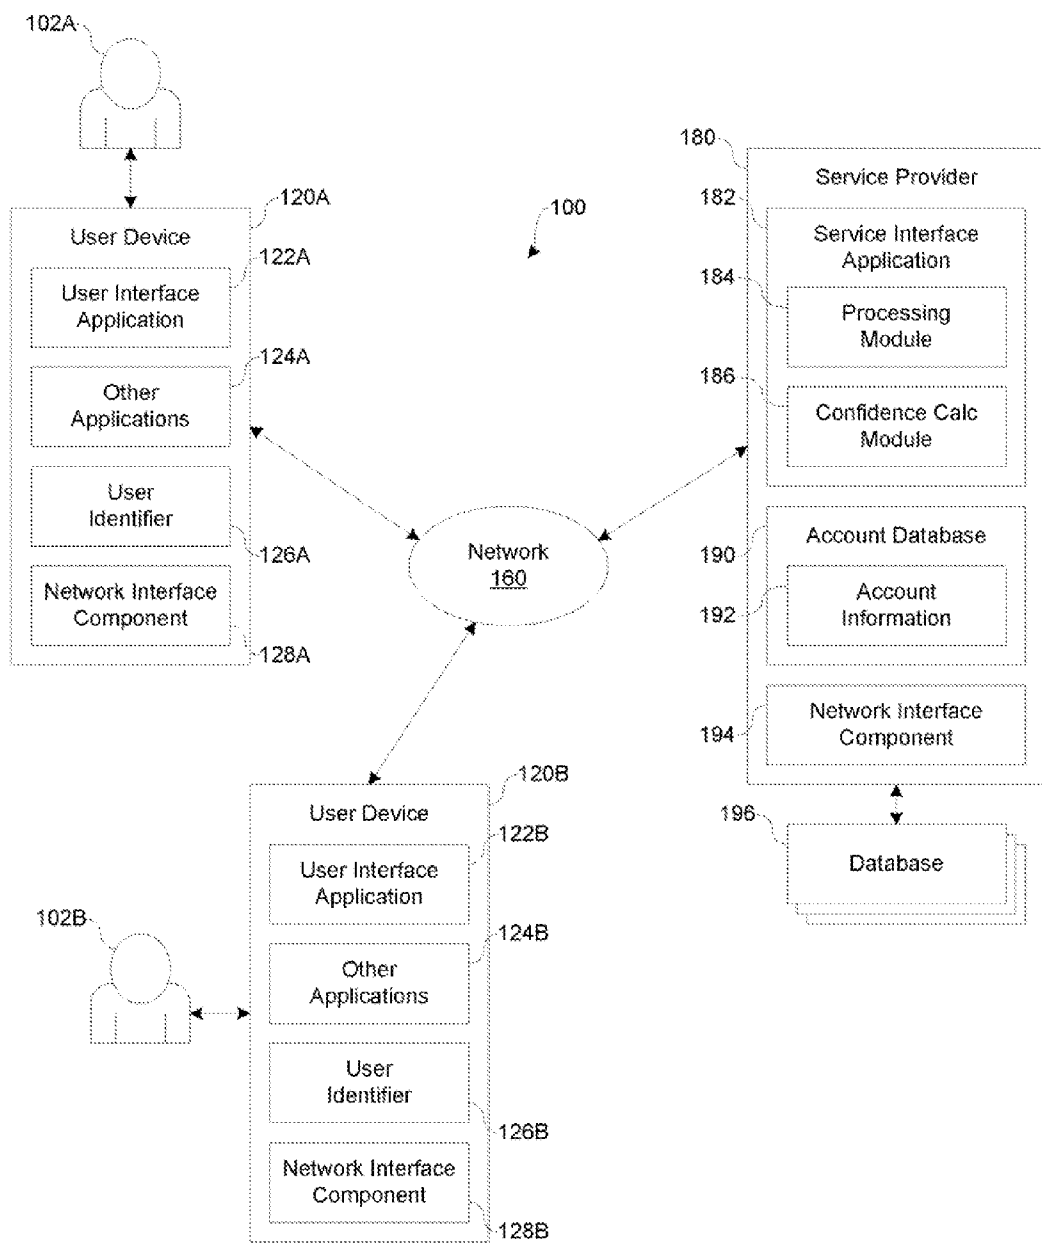 102A
120A
User Device
122A
User Interface
Application
124A
Other
Applications
User
Identifier
126A
Network Interface
Component
128A
100
Network
160
180
Service Provider
182
Service Interface
Application
184
Processing
Module
186
Confidence Calc
Module
190
Account Database
192
Account
Information
194
Network Interface
Component
196
Database
120B
User Device
122B
User Interface
Application
102B
124B
Other
Applications
User
Identifier
126B
Network Interface
Component
128B